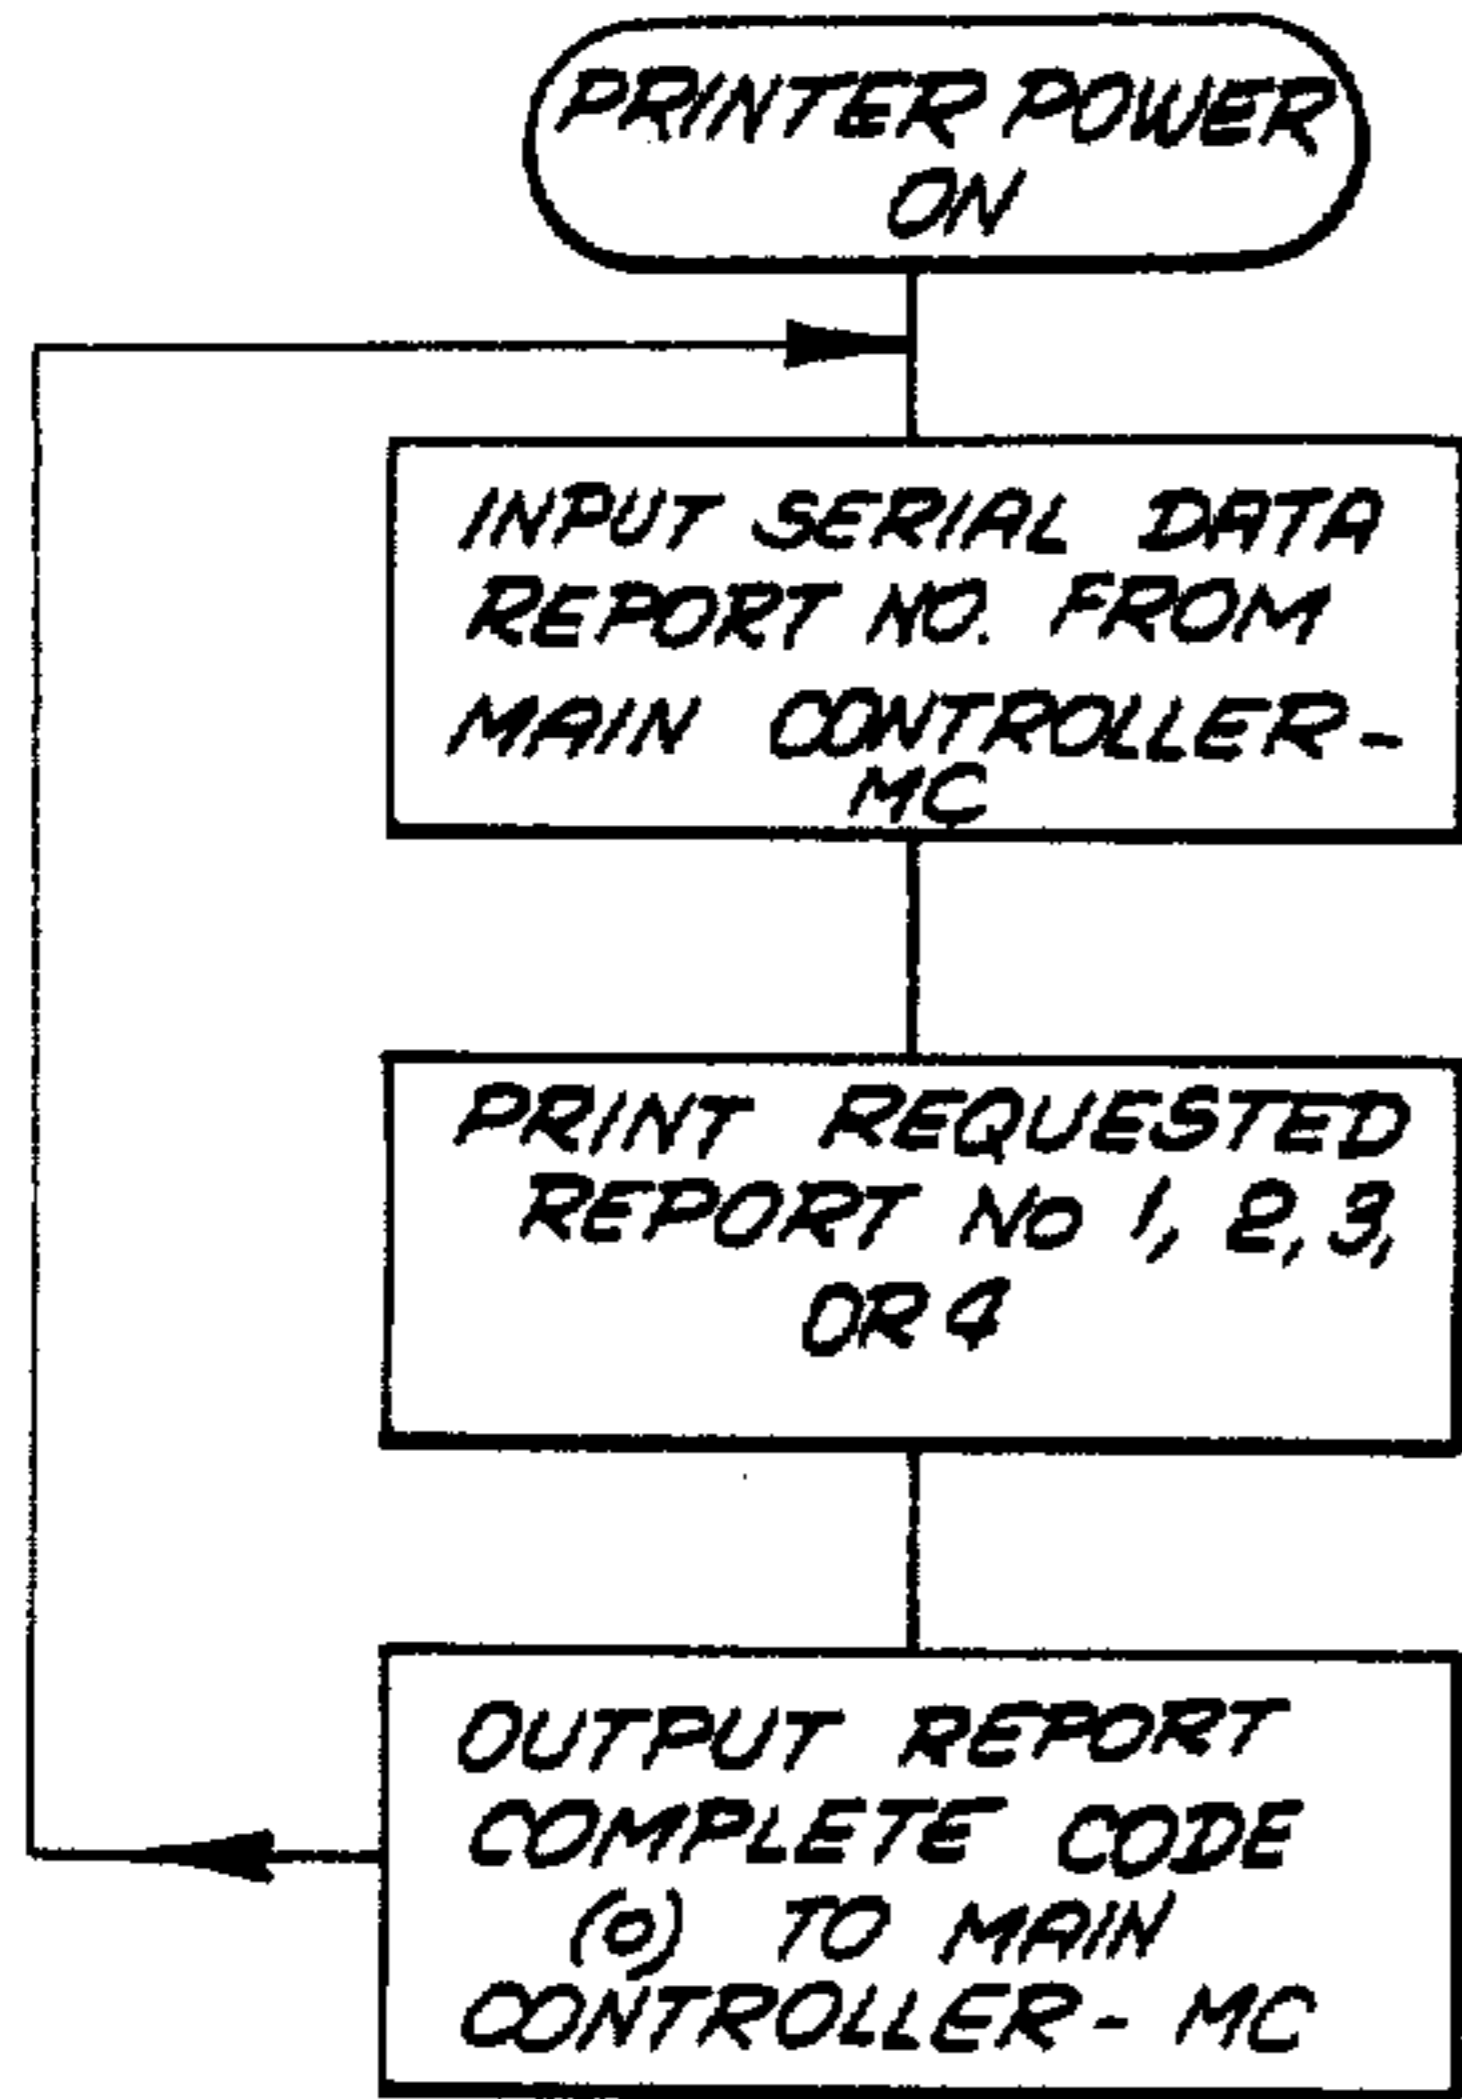 PRINTER POWER
ON
INPUT SERIAL DATA
REPORT NO. FROM
MAIN CONTROLLER-
MC
PRINT REQUESTED
REPORT NO 1, 2, 3,
OR 4
OUTPUT REPORT
COMPLETE CODE
(0) TO MAIN
CONTROLLER- MC